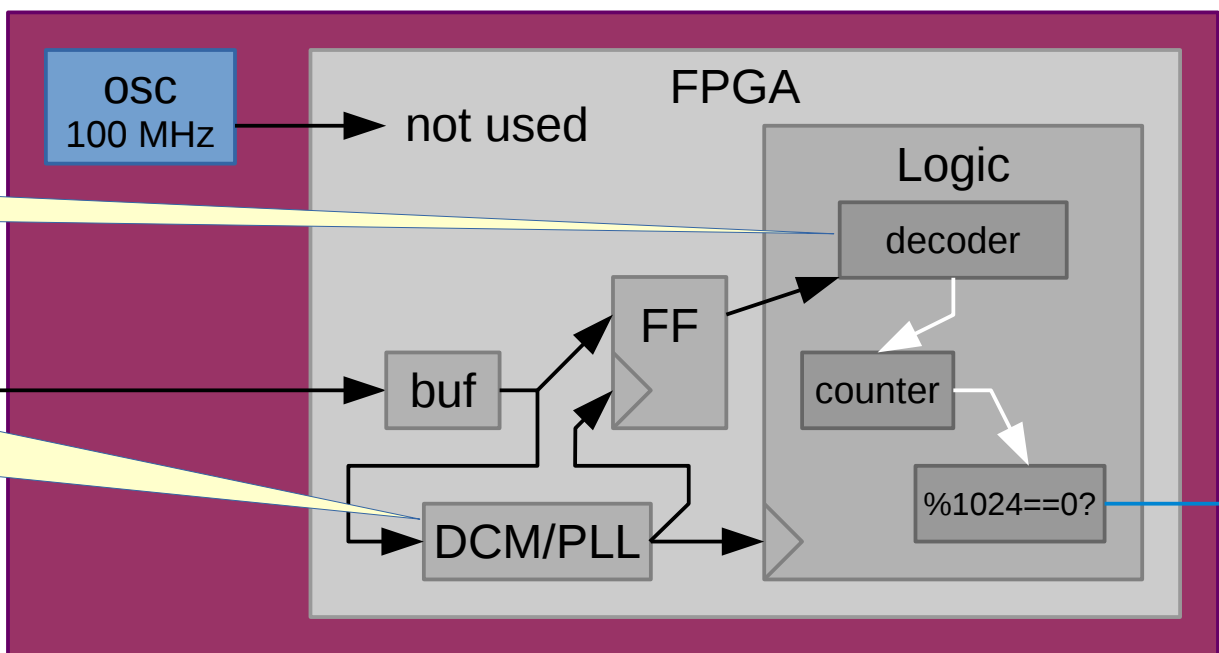 osc
100 MHz
not used
FPGA
Logic
decoder
FF
buf
counter
%1024==0?
DCM/PLL